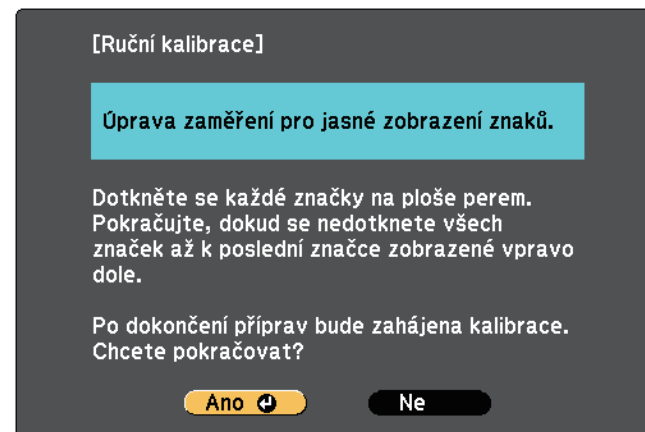 [Ruční kalibrace]
Úprava zaměření pro jasné zobrazení znaků.
Dotkněte se každé značky na ploše perem.
Pokračujte, dokud se nedotknete všech
značek až k poslední značce zobrazené vpravo
dole.
Po dokončení příprav bude zahájena kalibrace.
Chcete pokračovat?
Ano Ne